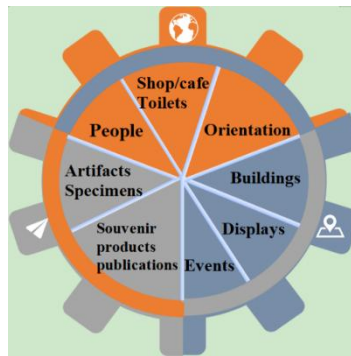 Shop/cafe
Toilets
People
Orientation
Artifacts
Specimens
Buildings
Souvenir
products
publications
Displays
Events